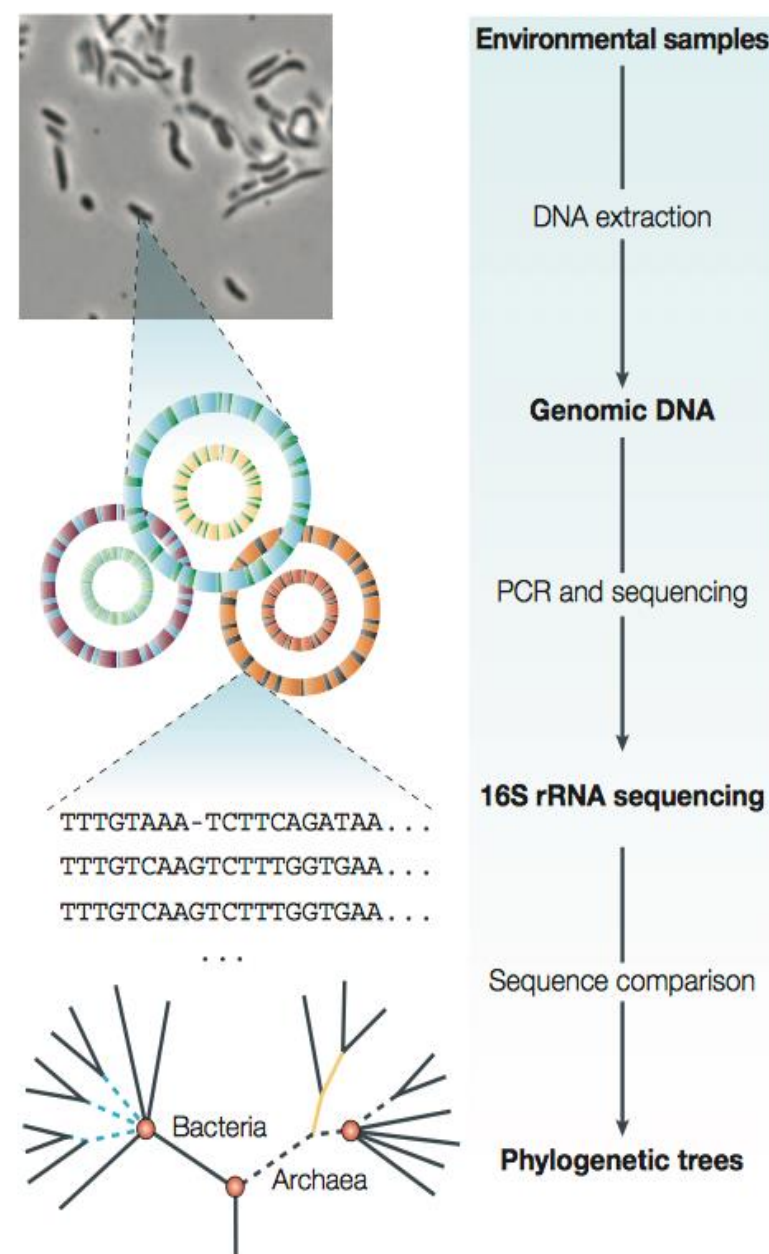 Environmental samples
DNA extraction
Genomic DNA
PCR and sequencing
16S rRNA sequencing
TTTGTAAA-TCTTCAGATAA...
TTTGTCAAGTCTTTGGTGAA...
TTTGTCAAGTCTTTGGTGAA...
...
Sequence comparison
Bacteria
Archaea
Phylogenetic trees